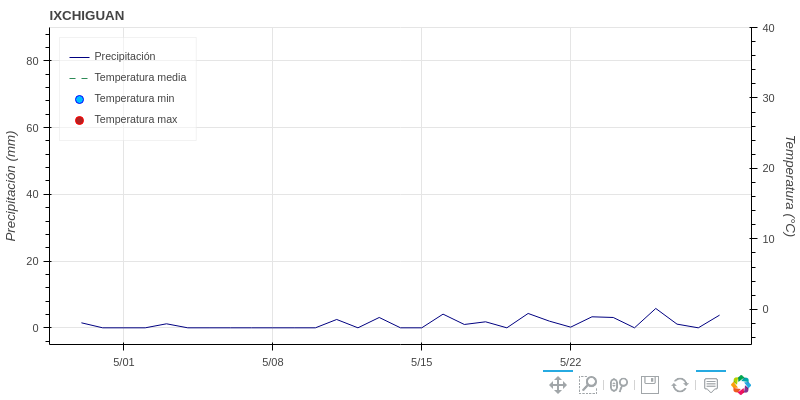 IXCHIGUAN
Precipitación
Temperatura media
Temperatura min
Temperatura max
Precipitación (mm)
80
60
40
20
0
Temperatura (°C)
40
30
20
10
0
5/01
5/08
5/15
5/22